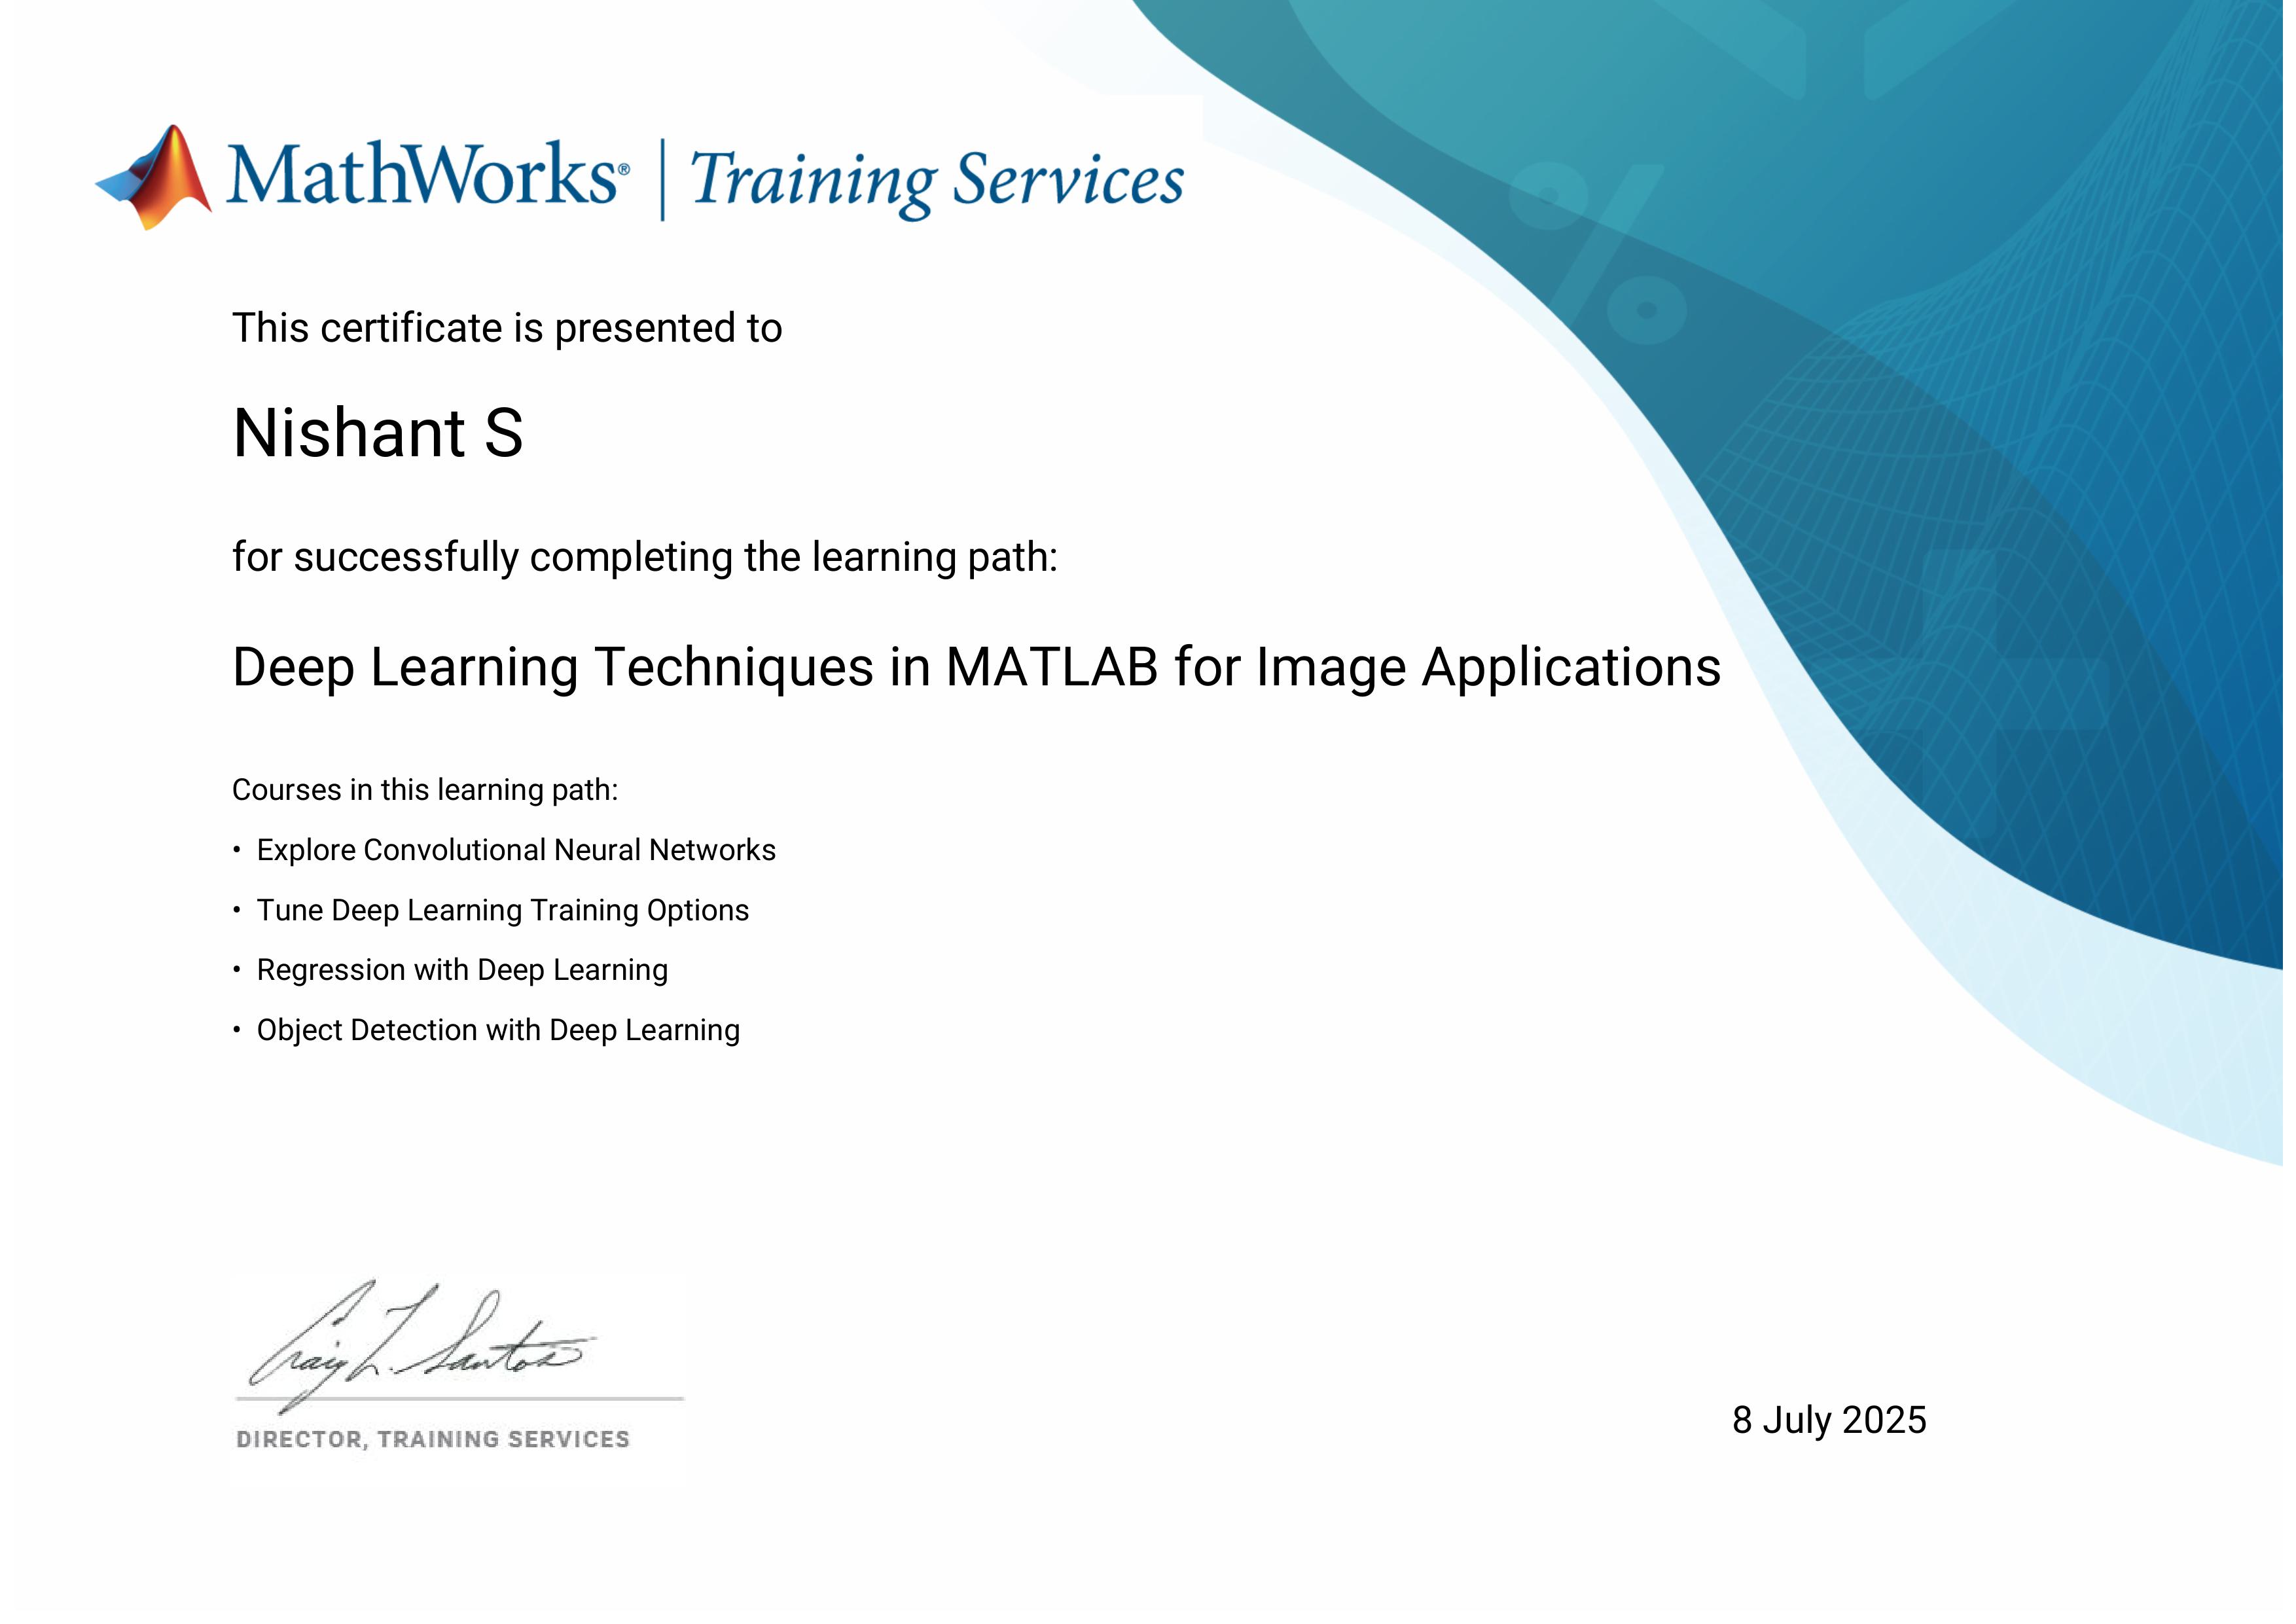 MathWorks® | Training Services
This certificate is presented to
Nishant S
for successfully completing the learning path:
Deep Learning Techniques in MATLAB for Image Applications
Courses in this learning path:
• Explore Convolutional Neural Networks
• Tune Deep Learning Training Options
• Regression with Deep Learning
• Object Detection with Deep Learning
Craig L. Santos
DIRECTOR, TRAINING SERVICES
8 July 2025